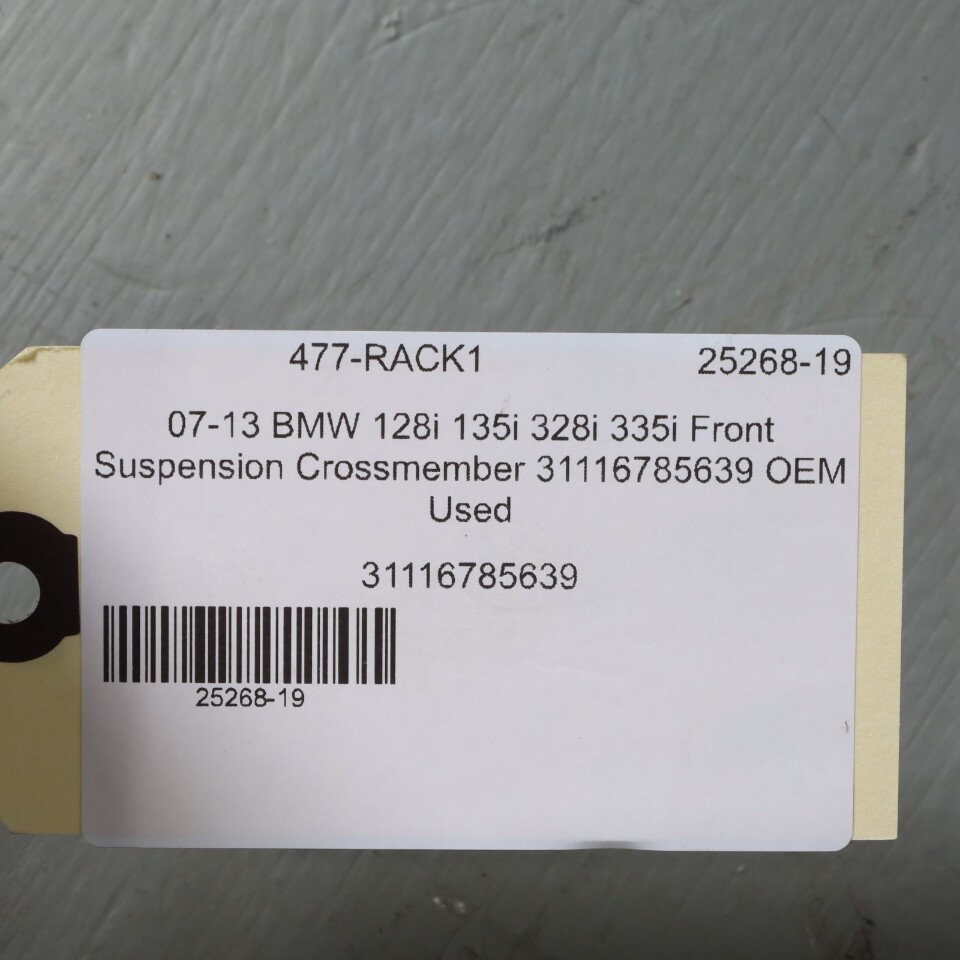 477-RACK1 25268-19
07-13 BMW 128i 135i 328i 335i Front
Suspension Crossmember 31116785639 OEM
Used
31116785639
25268-19